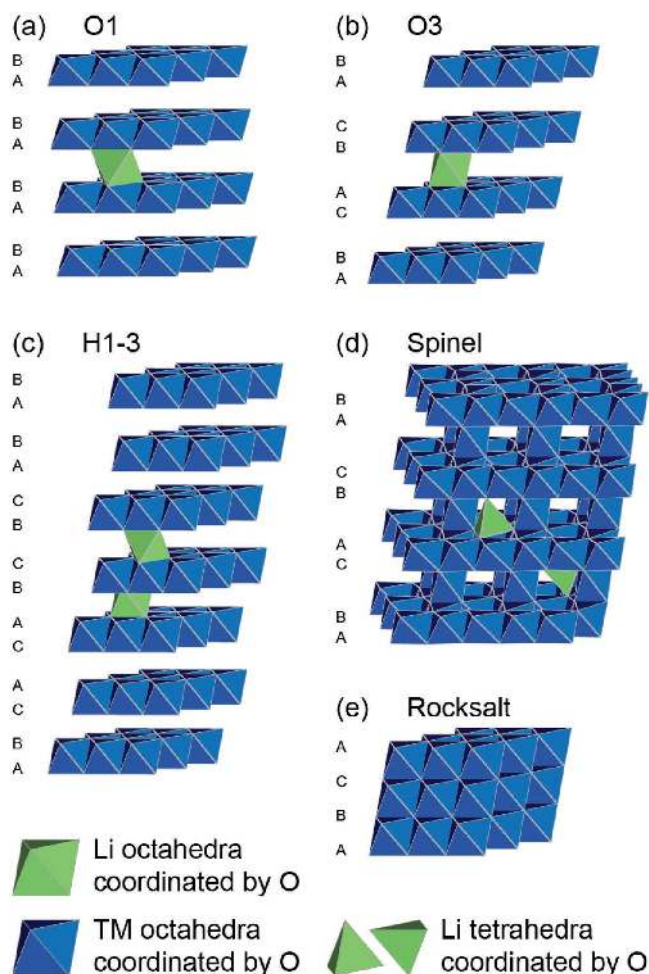 (a) O1
B
A
B
A
B
A
B
A
(b) O3
B
A
C
B
A
C
B
A
(c) H1-3
B
A
B
A
C
B
C
B
A
C
A
C
B
A
(d) Spinel
B
A
C
B
A
C
B
A
(e) Rocksalt
A
C
B
A
Li octahedra
coordinated by O
TM octahedra
coordinated by O
Li tetrahedra
coordinated by O